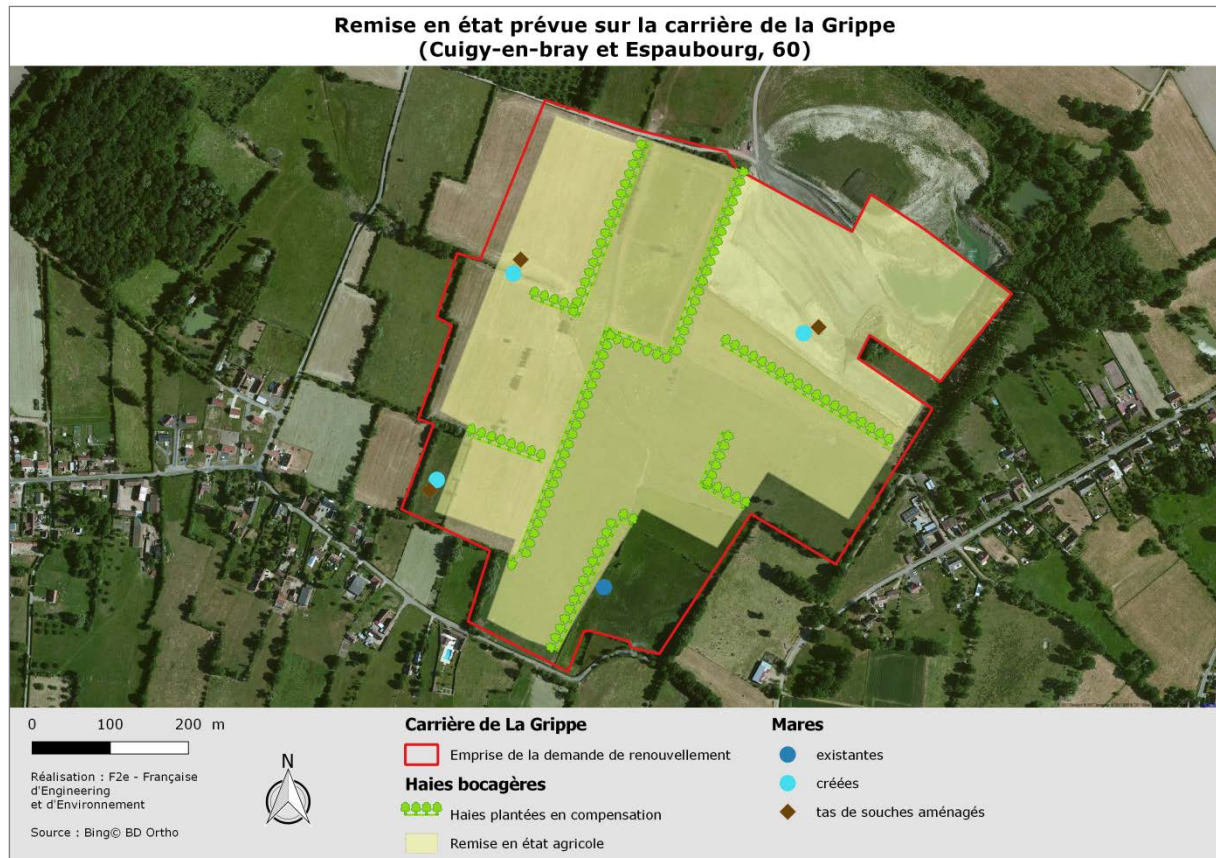 Remise en état prévue sur la carrière de la Grippe
(Cuigy-en-bray et Espaubourg, 60)
0 100 200 m
Réalisation : F2e - Française
d'Engineering
et d'Environnement
Source : Bing© BD Ortho
N
Carrière de La Grippe
Emprise de la demande de renouvellement
Haies bocagères
Haies plantées en compensation
Remise en état agricole
Mares
existantes
créées
tas de souches aménagés